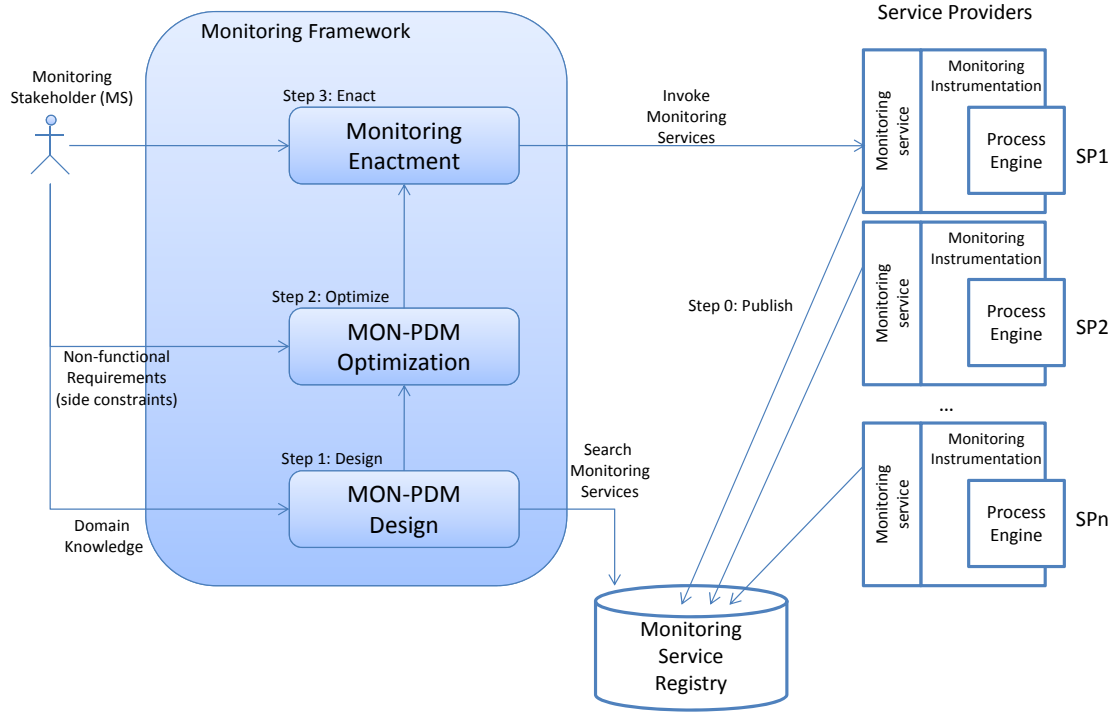 Service Providers
Monitoring Framework
Monitoring
Stakeholder (MS)
Step 3: Enact
Monitoring
Enactment
Invoke
Monitoring
Services
Monitoring
service
Monitoring
Instrumentation
Process
Engine
SP1
Step 2: Optimize
MON-PDM
Optimization
Non-functional
Requirements
(side constraints)
Step 0: Publish
Monitoring
service
Monitoring
Instrumentation
Process
Engine
SP2
...
Step 1: Design
MON-PDM
Design
Domain
Knowledge
Search
Monitoring
Services
Monitoring
service
Monitoring
Instrumentation
Process
Engine
SPn
Monitoring
Service
Registry